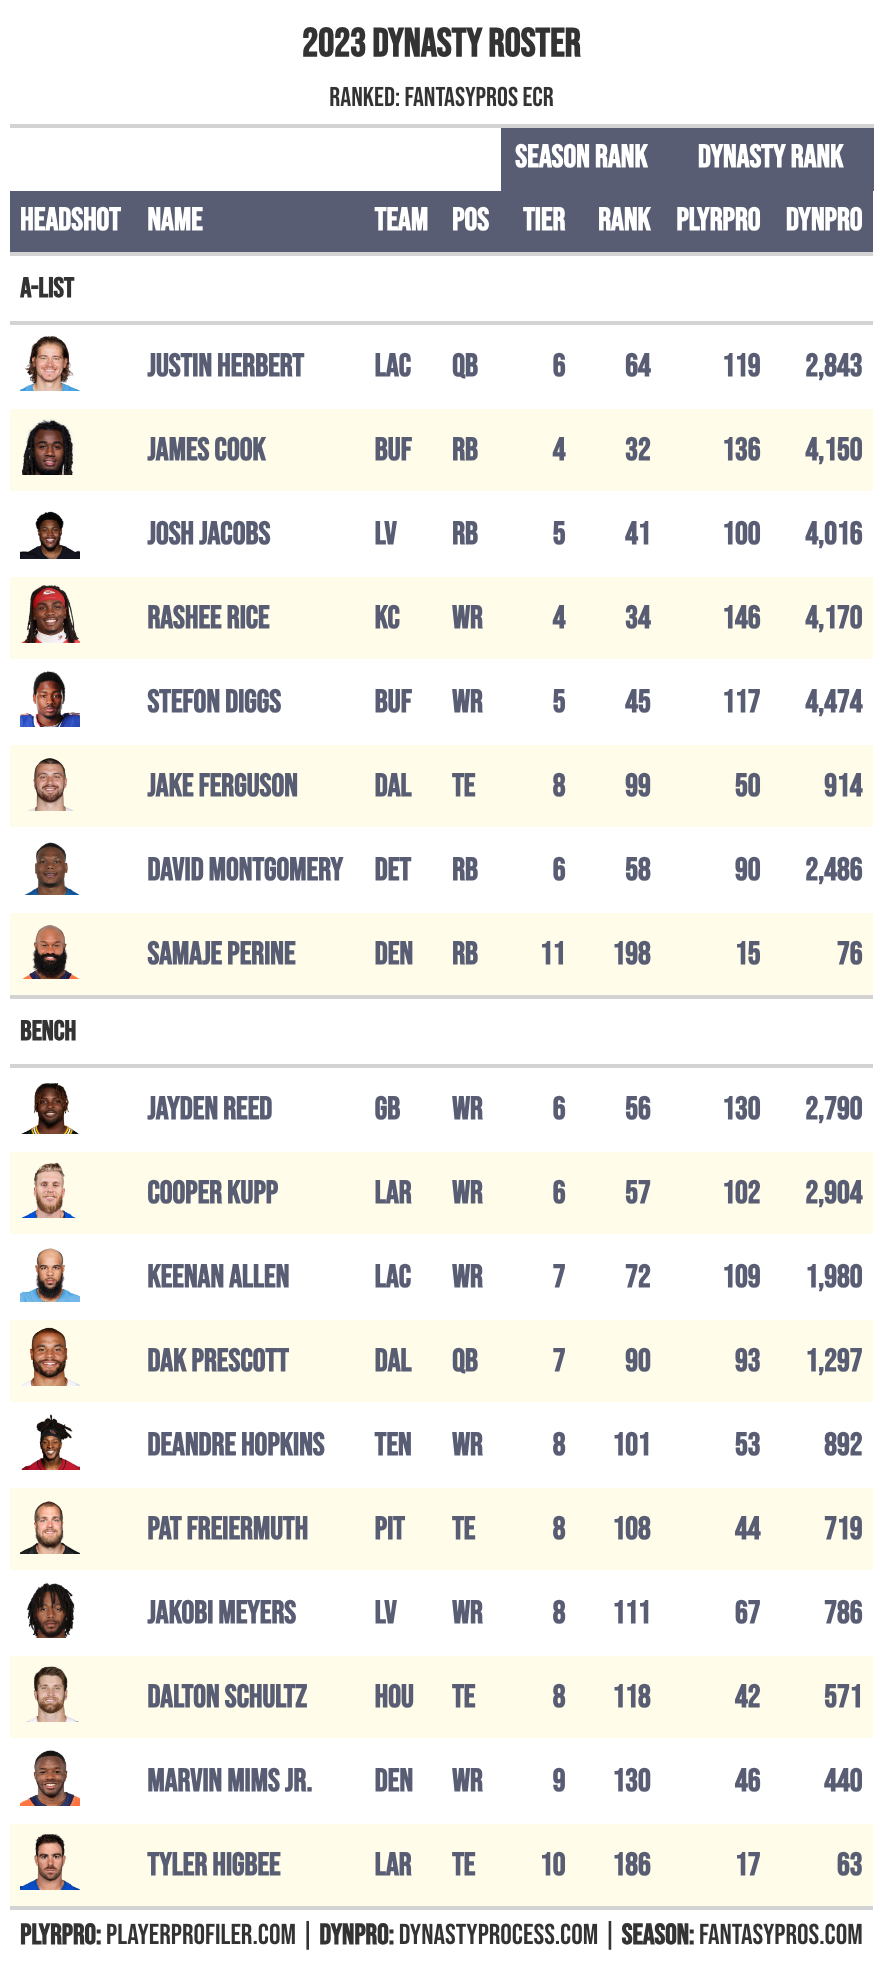 2023 DYNASTY ROSTER
RANKED: FANTASYPROS ECR
SEASON RANK DYNASTY RANK
HEADSHOT NAME TEAM POS TIER RANK PLYRPRO DYNPRO
A-LIST
JUSTIN HERBERT LAC QB 6 64 119 2,843
JAMES COOK BUF RB 4 32 136 4,150
JOSH JACOBS LV RB 5 41 100 4,016
RASHEE RICE KC WR 4 34 146 4,170
STEFON DIGGS BUF WR 5 45 117 4,474
JAKE FERGUSON DAL TE 8 99 50 914
DAVID MONTGOMERY DET RB 6 58 90 2,486
SAMAJE PERINE DEN RB 11 198 15 76
BENCH
JAYDEN REED GB WR 6 56 130 2,790
COOPER KUPP LAR WR 6 57 102 2,904
KEENAN ALLEN LAC WR 7 72 109 1,980
DAK PRESCOTT DAL QB 7 90 93 1,297
DEANDRE HOPKINS TEN WR 8 101 53 892
PAT FREIERMUTH PIT TE 8 108 44 719
JAKOBI MEYERS LV WR 8 111 67 786
DALTON SCHULTZ HOU TE 8 118 42 571
MARVIN MIMS JR. DEN WR 9 130 46 440
TYLER HIGBEE LAR TE 10 186 17 63
PLYRPRO: PLAYERPROFILER.COM | DYNPRO: DYNASTYPROCESS.COM | SEASON: FANTASYPROS.COM